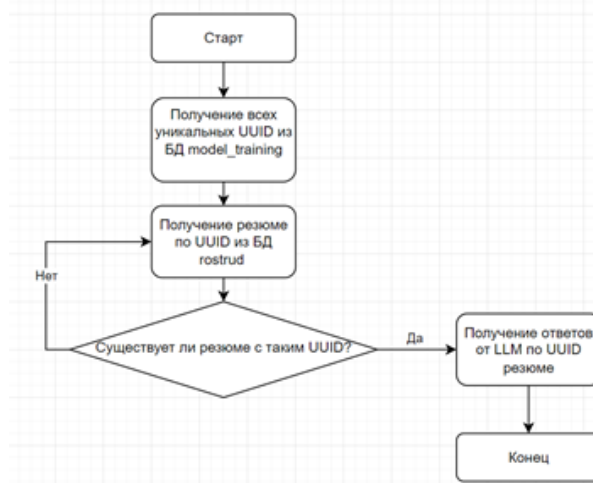 Старт
Получение всех
уникальных UUID из
БД model_training
Получение резюме
по UUID из БД
rostrud
Нет
Существует ли резюме с таким UUID?
Да
Получение ответов
от LLM по UUID
резюме
Конец